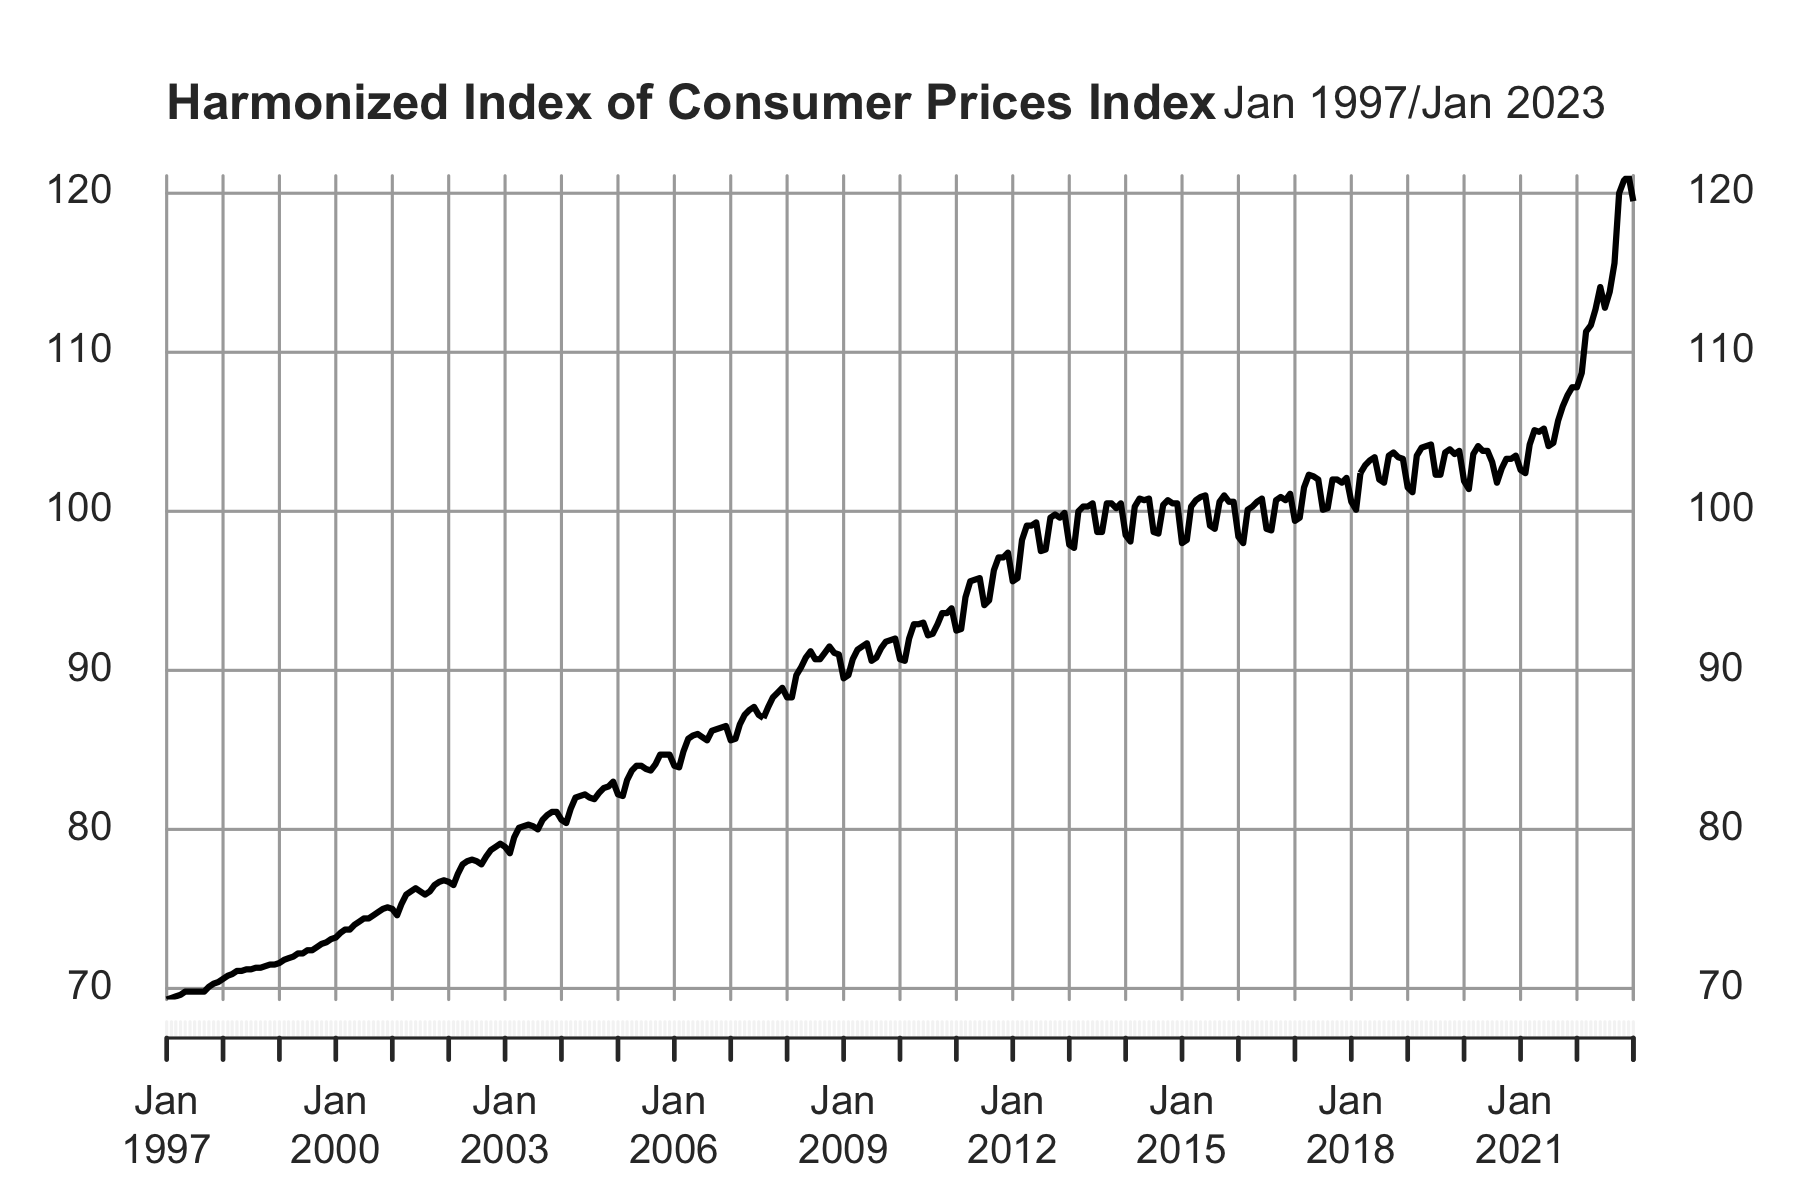 Harmonized Index of Consumer Prices Index Jan 1997/Jan 2023
120 120
110 110
100 100
90 90
80 80
70 70
Jan Jan Jan Jan Jan Jan Jan Jan Jan
1997 2000 2003 2006 2009 2012 2015 2018 2021